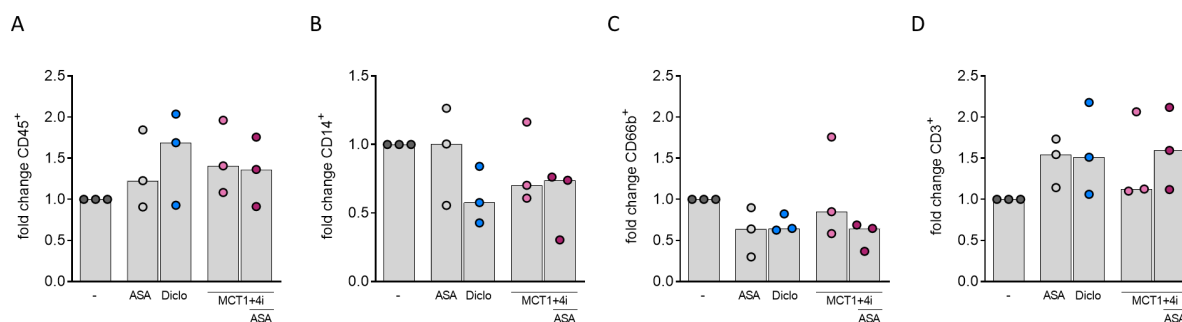 A
B
C
D
fold change CD45+
2.5
2.0
1.5
1.0
0.5
0.0
-
ASA
Diclo
MCT1+4i
ASA
fold change CD14+
1.5
1.0
0.5
0.0
-
ASA
Diclo
MCT1+4i
ASA
fold change CD66b+
2.5
2.0
1.5
1.0
0.5
0.0
-
ASA
Diclo
MCT1+4i
ASA
fold change CD3+
2.5
2.0
1.5
1.0
0.5
0.0
-
ASA
Diclo
MCT1+4i
ASA